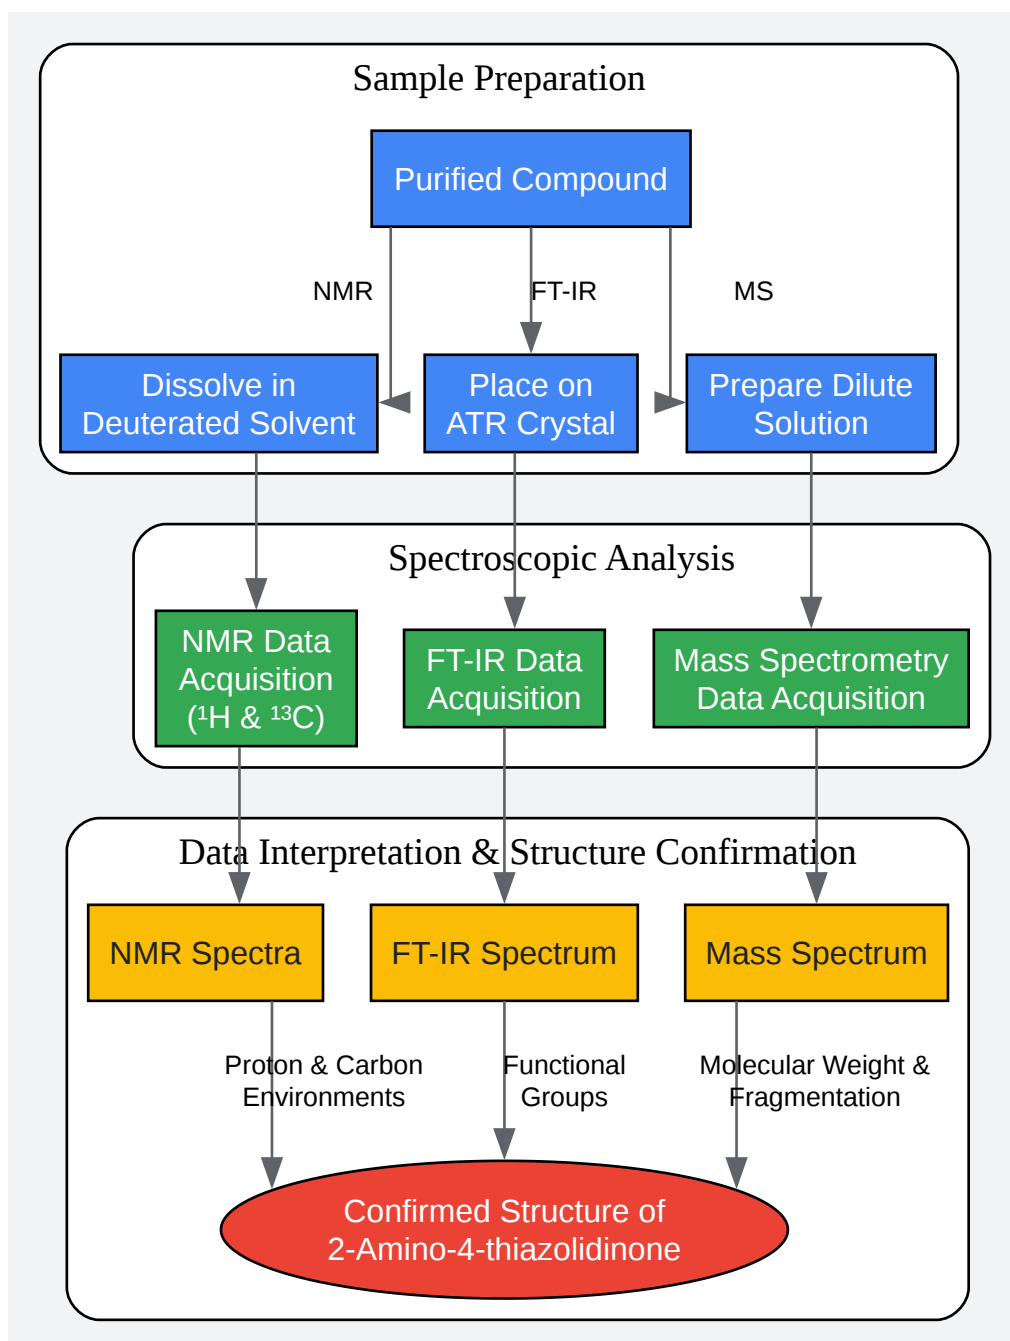 Sample Preparation
Purified Compound
NMR
FT-IR
MS
Dissolve in
Deuterated Solvent
Place on
ATR Crystal
Prepare Dilute
Solution
Spectroscopic Analysis
NMR Data
Acquisition
(¹H & ¹³C)
FT-IR Data
Acquisition
Mass Spectrometry
Data Acquisition
Data Interpretation & Structure Confirmation
NMR Spectra
FT-IR Spectrum
Mass Spectrum
Proton & Carbon
Environments
Functional
Groups
Molecular Weight &
Fragmentation
Confirmed Structure of
2-Amino-4-thiazolidinone